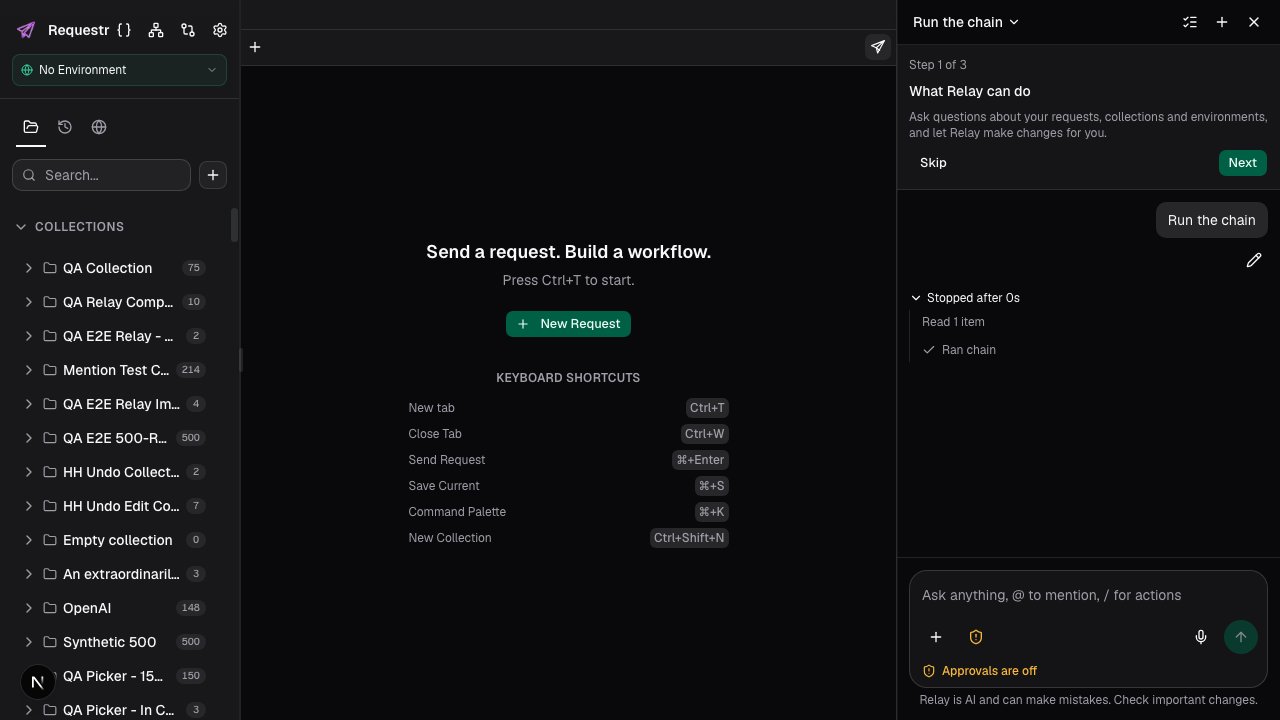 Requestr
No Environment
Search...
COLLECTIONS
QA Collection 75
QA Relay Comp... 10
QA E2E Relay - ... 2
Mention Test C... 214
QA E2E Relay Im... 4
QA E2E 500-R... 500
HH Undo Collect... 2
HH Undo Edit Co... 7
Empty collection 0
An extraordinaril... 3
OpenAI 148
Synthetic 500 500
QA Picker - 15... 150
QA Picker - In C... 3
N
Send a request. Build a workflow.
Press Ctrl+T to start.
New Request
KEYBOARD SHORTCUTS
New tab Ctrl+T
Close Tab Ctrl+W
Send Request ⌘+Enter
Save Current ⌘+S
Command Palette ⌘+K
New Collection Ctrl+Shift+N
Run the chain
Step 1 of 3
What Relay can do
Ask questions about your requests, collections and environments,
and let Relay make changes for you.
Skip Next
Run the chain
Stopped after 0s
Read 1 item
Ran chain
Ask anything, @ to mention, / for actions
Approvals are off
Relay is AI and can make mistakes. Check important changes.